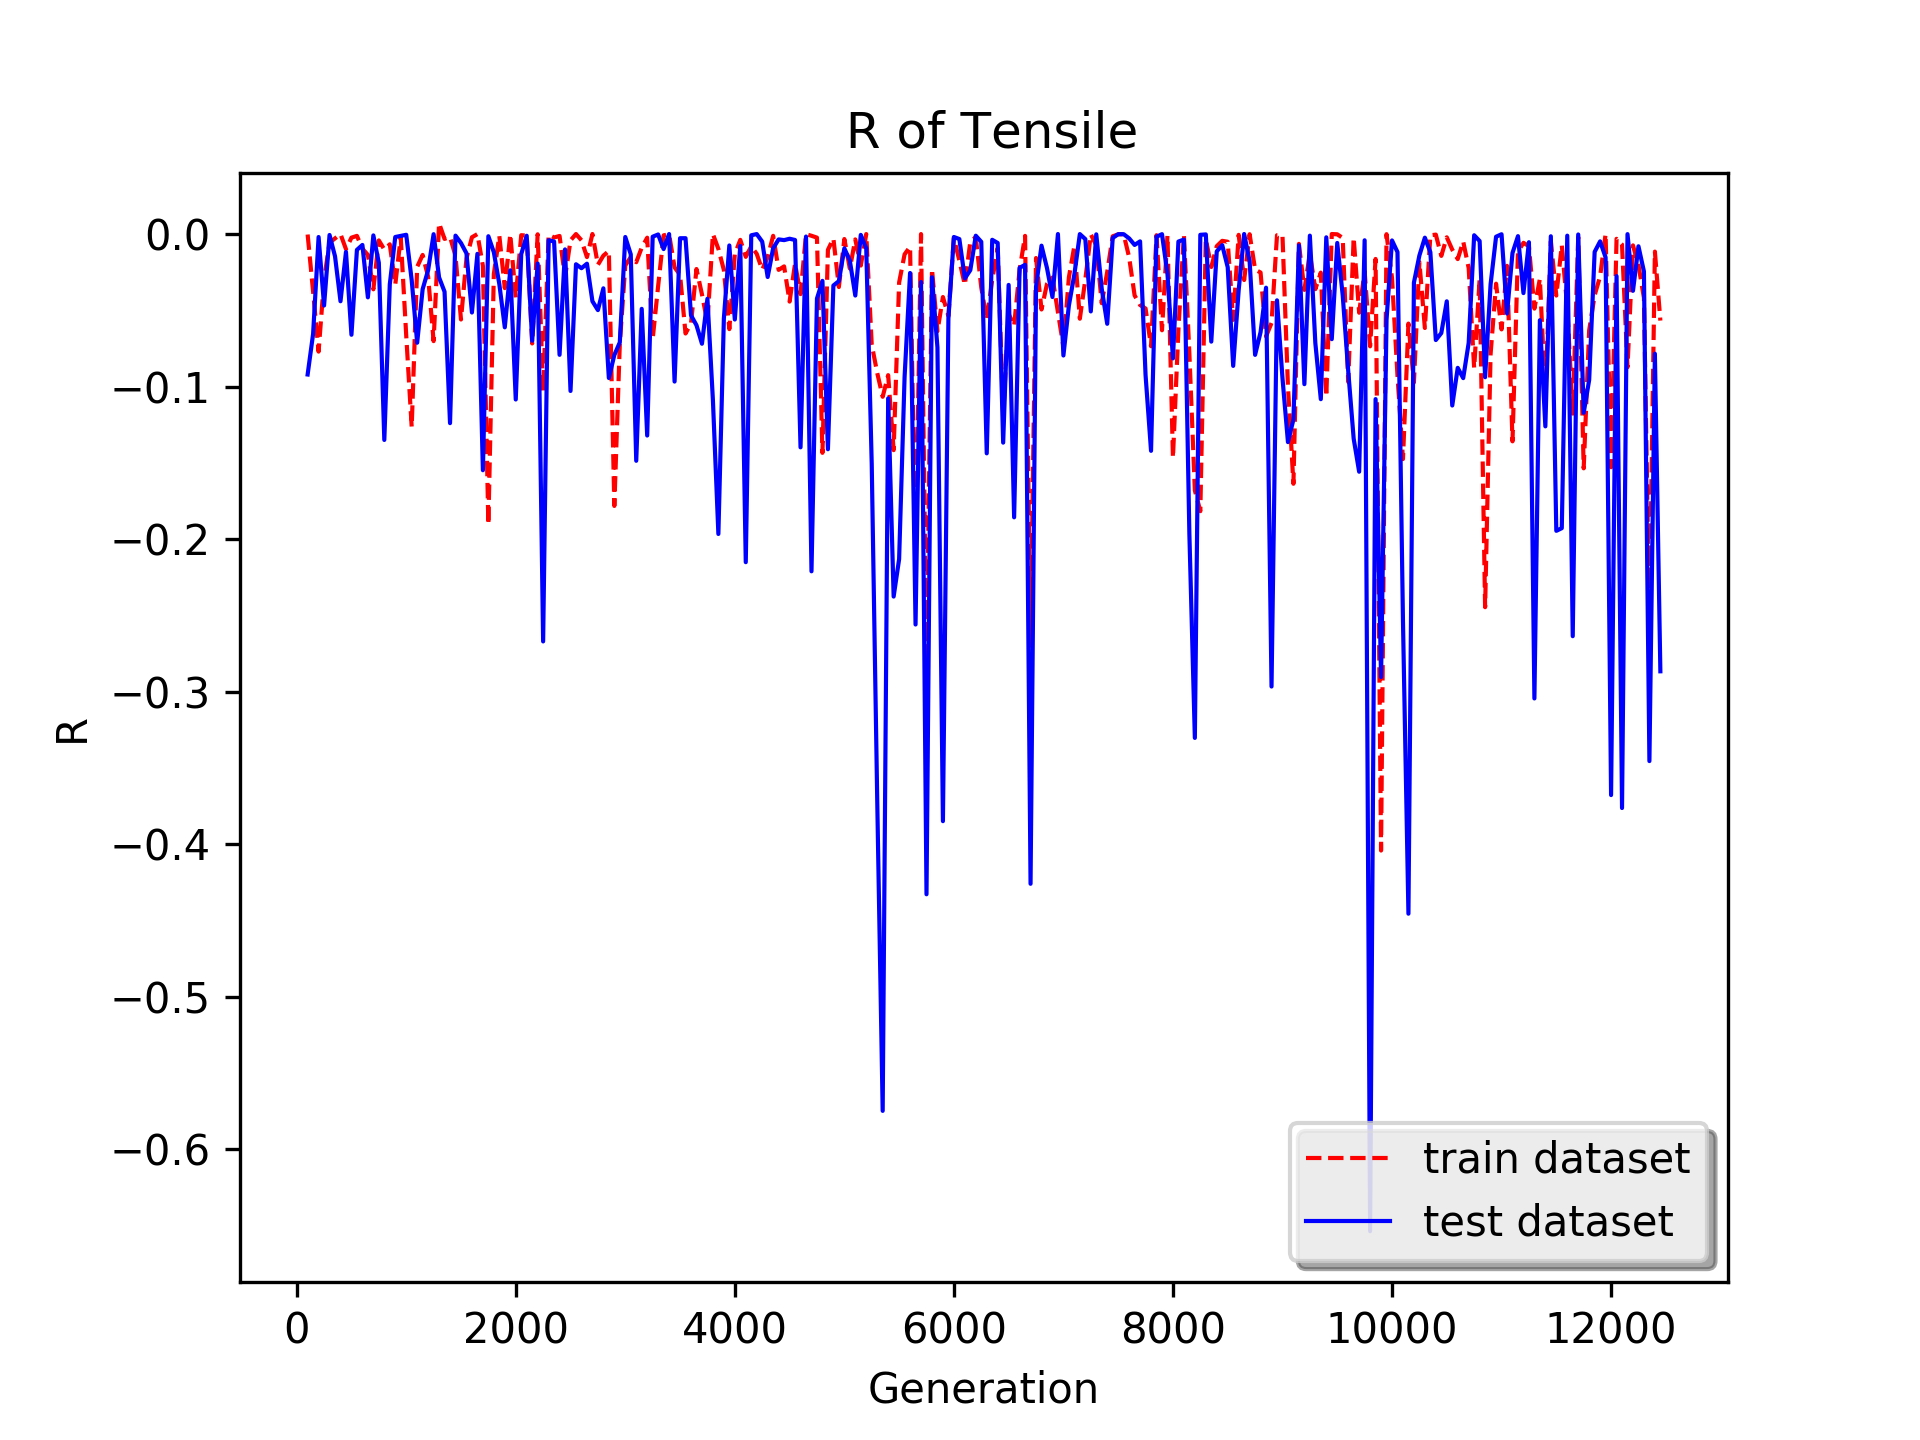 R of Tensile
0.0
−0.1
−0.2
−0.3
−0.4
−0.5
−0.6
R
train dataset
test dataset
0 2000 4000 6000 8000 10000 12000
Generation